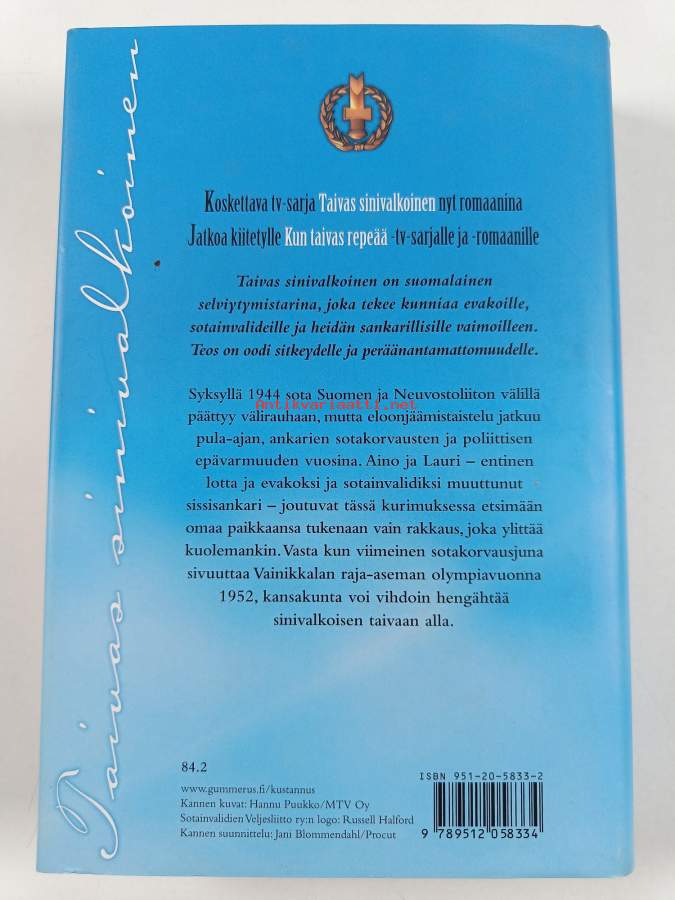 Taivas sinivalkoinen
Koskettava tv-sarja Taivas sinivalkoinen nyt romaanina
Jatkoa kiitetylle Kun taivas repeää -tv-sarjalle ja -romaanille
Taivas sinivalkoinen on suomalainen
selviytymistarina, joka tekee kunniaa evakoille,
sotainvalideille ja heidän sankarillisille vaimoilleen.
Teos on oodi sitkeydelle ja peräänantamattomuudelle.
Syksyllä 1944 sota Suomen ja Neuvostoliiton välillä
Antikvariaatti.net
päättyy välirauhaan, mutta eloonjäämistaistelu jatkuu
pula-ajan, ankarien sotakorvausten ja poliittisen
epävarmuuden vuosina. Aino ja Lauri – entinen
lotta ja evakoksi ja sotainvalidiksi muuttunut
sissisankari – joutuvat tässä kurimuksessa etsimään
omaa paikkaansa tukenaan vain rakkaus, joka ylittää
kuolemankin. Vasta kun viimeinen sotakorvausjuna
sivuuttaa Vainikkalan raja-aseman olympiavuonna
1952, kansakunta voi vihdoin hengähtää
sinivalkoisen taivaan alla.
84.2
www.gummerus.fi/kustannus
Kannen kuvat: Hannu Puukko/MTV Oy
Sotainvalidien Veljesliitto ry:n logo: Russell Halford
Kannen suunnittelu: Jani Blommendahl/Procut
ISBN 951-20-5833-2
9 789512 058334